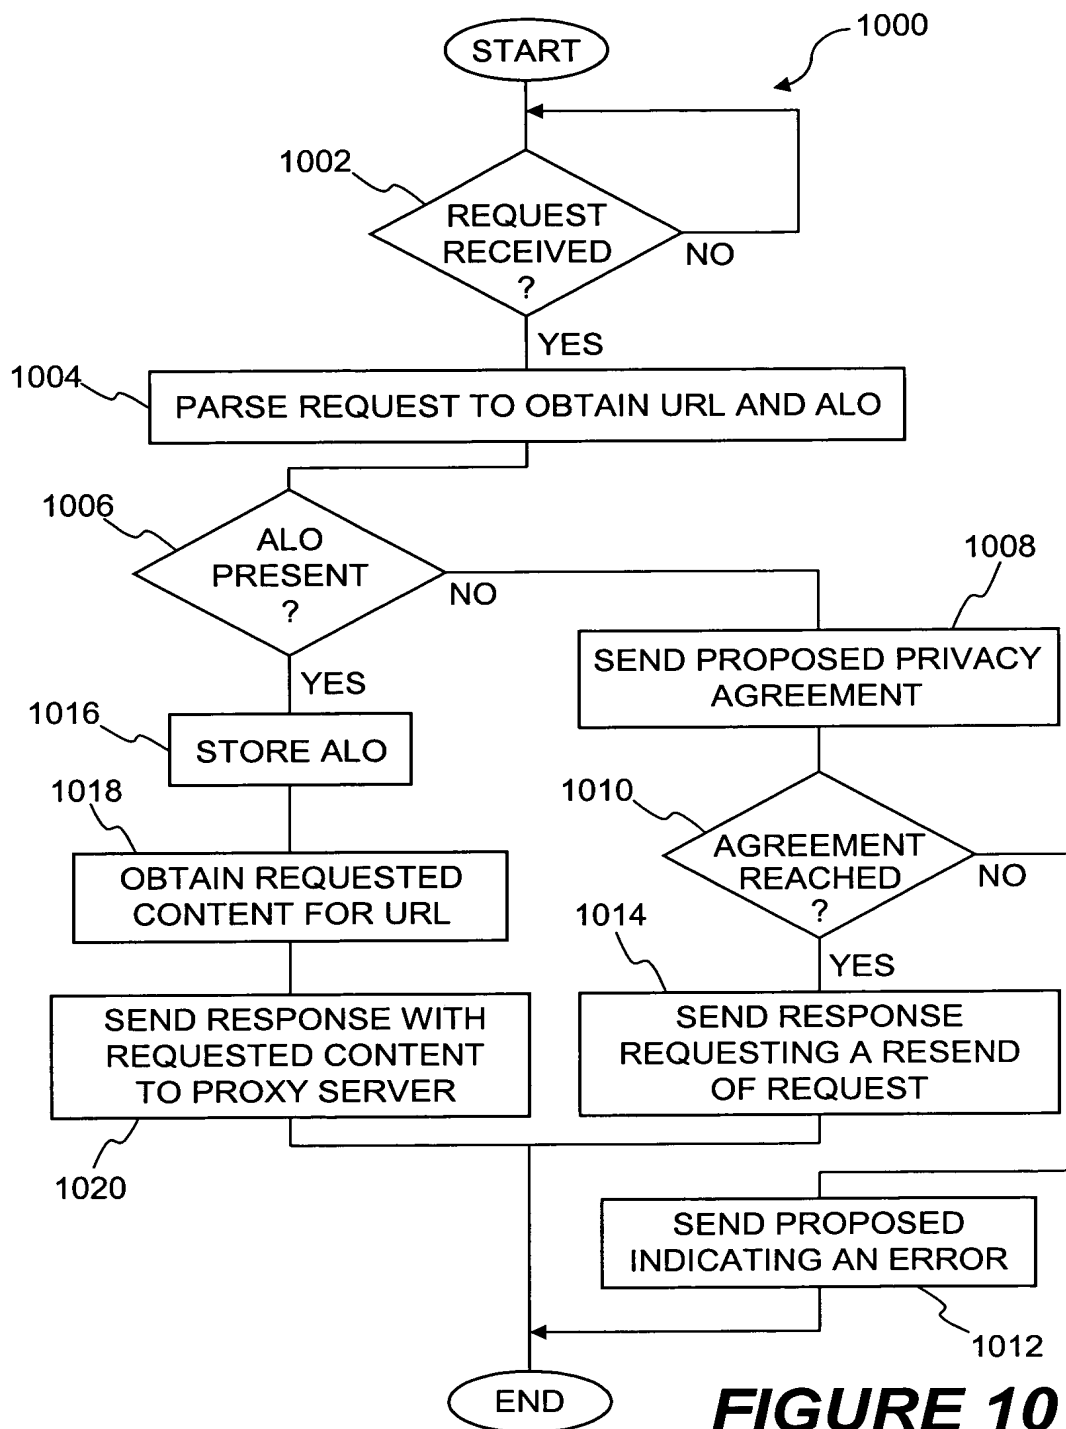 START
1000
1002
REQUEST
RECEIVED
?
NO
YES
1004
PARSE REQUEST TO OBTAIN URL AND ALO
1006
ALO
PRESENT
?
NO
YES
1008
SEND PROPOSED PRIVACY
AGREEMENT
1016
STORE ALO
1010
AGREEMENT
REACHED
?
NO
YES
1018
OBTAIN REQUESTED
CONTENT FOR URL
1014
SEND RESPONSE
REQUESTING A RESEND
OF REQUEST
SEND RESPONSE WITH
REQUESTED CONTENT
TO PROXY SERVER
1020
SEND PROPOSED
INDICATING AN ERROR
1012
END
FIGURE 10